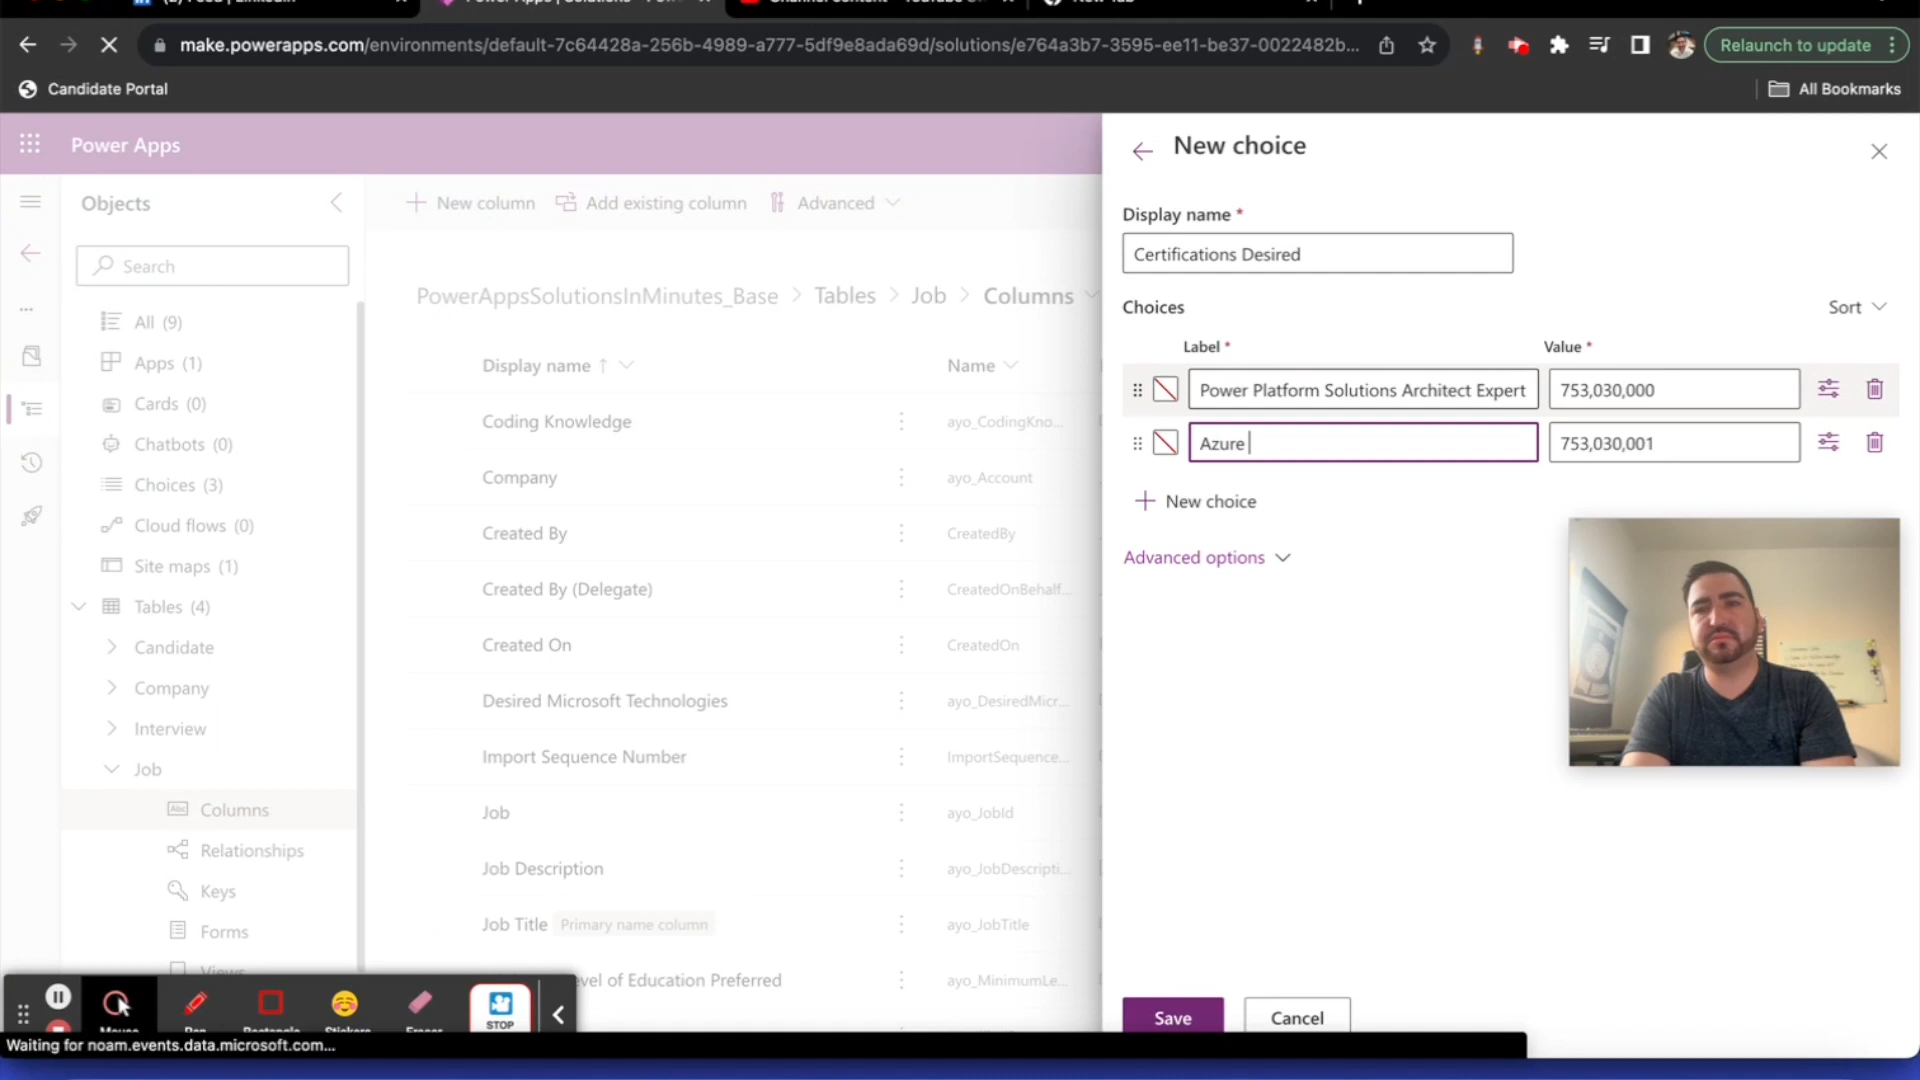 make.powerapps.com/environments/default-7c64428a-256b-4989-a777-5df9e8ada69d/solutions/e764a3b7-3595-ee11-be37-0022482b...
Relaunch to update
Candidate Portal
All Bookmarks
Power Apps
New choice
Objects
New column
Add existing column
Advanced
Display name *
Certifications Desired
Search
PowerAppsSolutionsInMinutes_Base > Tables > Job > Columns
Choices
Sort
All (9)
Label *
Value *
Apps (1)
Display name ↑
Name
Power Platform Solutions Architect Expert
753,030,000
Cards (0)
Coding Knowledge
ayo_CodingKno...
Azure
753,030,001
Chatbots (0)
Choices (3)
Company
ayo_Account
New choice
Cloud flows (0)
Created By
CreatedBy
Advanced options
Site maps (1)
Created By (Delegate)
CreatedOnBehalf...
Tables (4)
Candidate
Created On
CreatedOn
Company
Desired Microsoft Technologies
ayo_DesiredMicr...
Interview
Import Sequence Number
ImportSequence...
Job
Columns
Job
ayo_JobId
Relationships
Job Description
ayo_JobDescripti...
Keys
Job Title
Primary name column
ayo_JobTitle
Forms
Views
evel of Education Preferred
ayo_MinimumLe...
Save
Cancel
Mouse
Pen
Rectangle
Stickers
Eraser
STOP
Waiting for noam.events.data.microsoft.com...